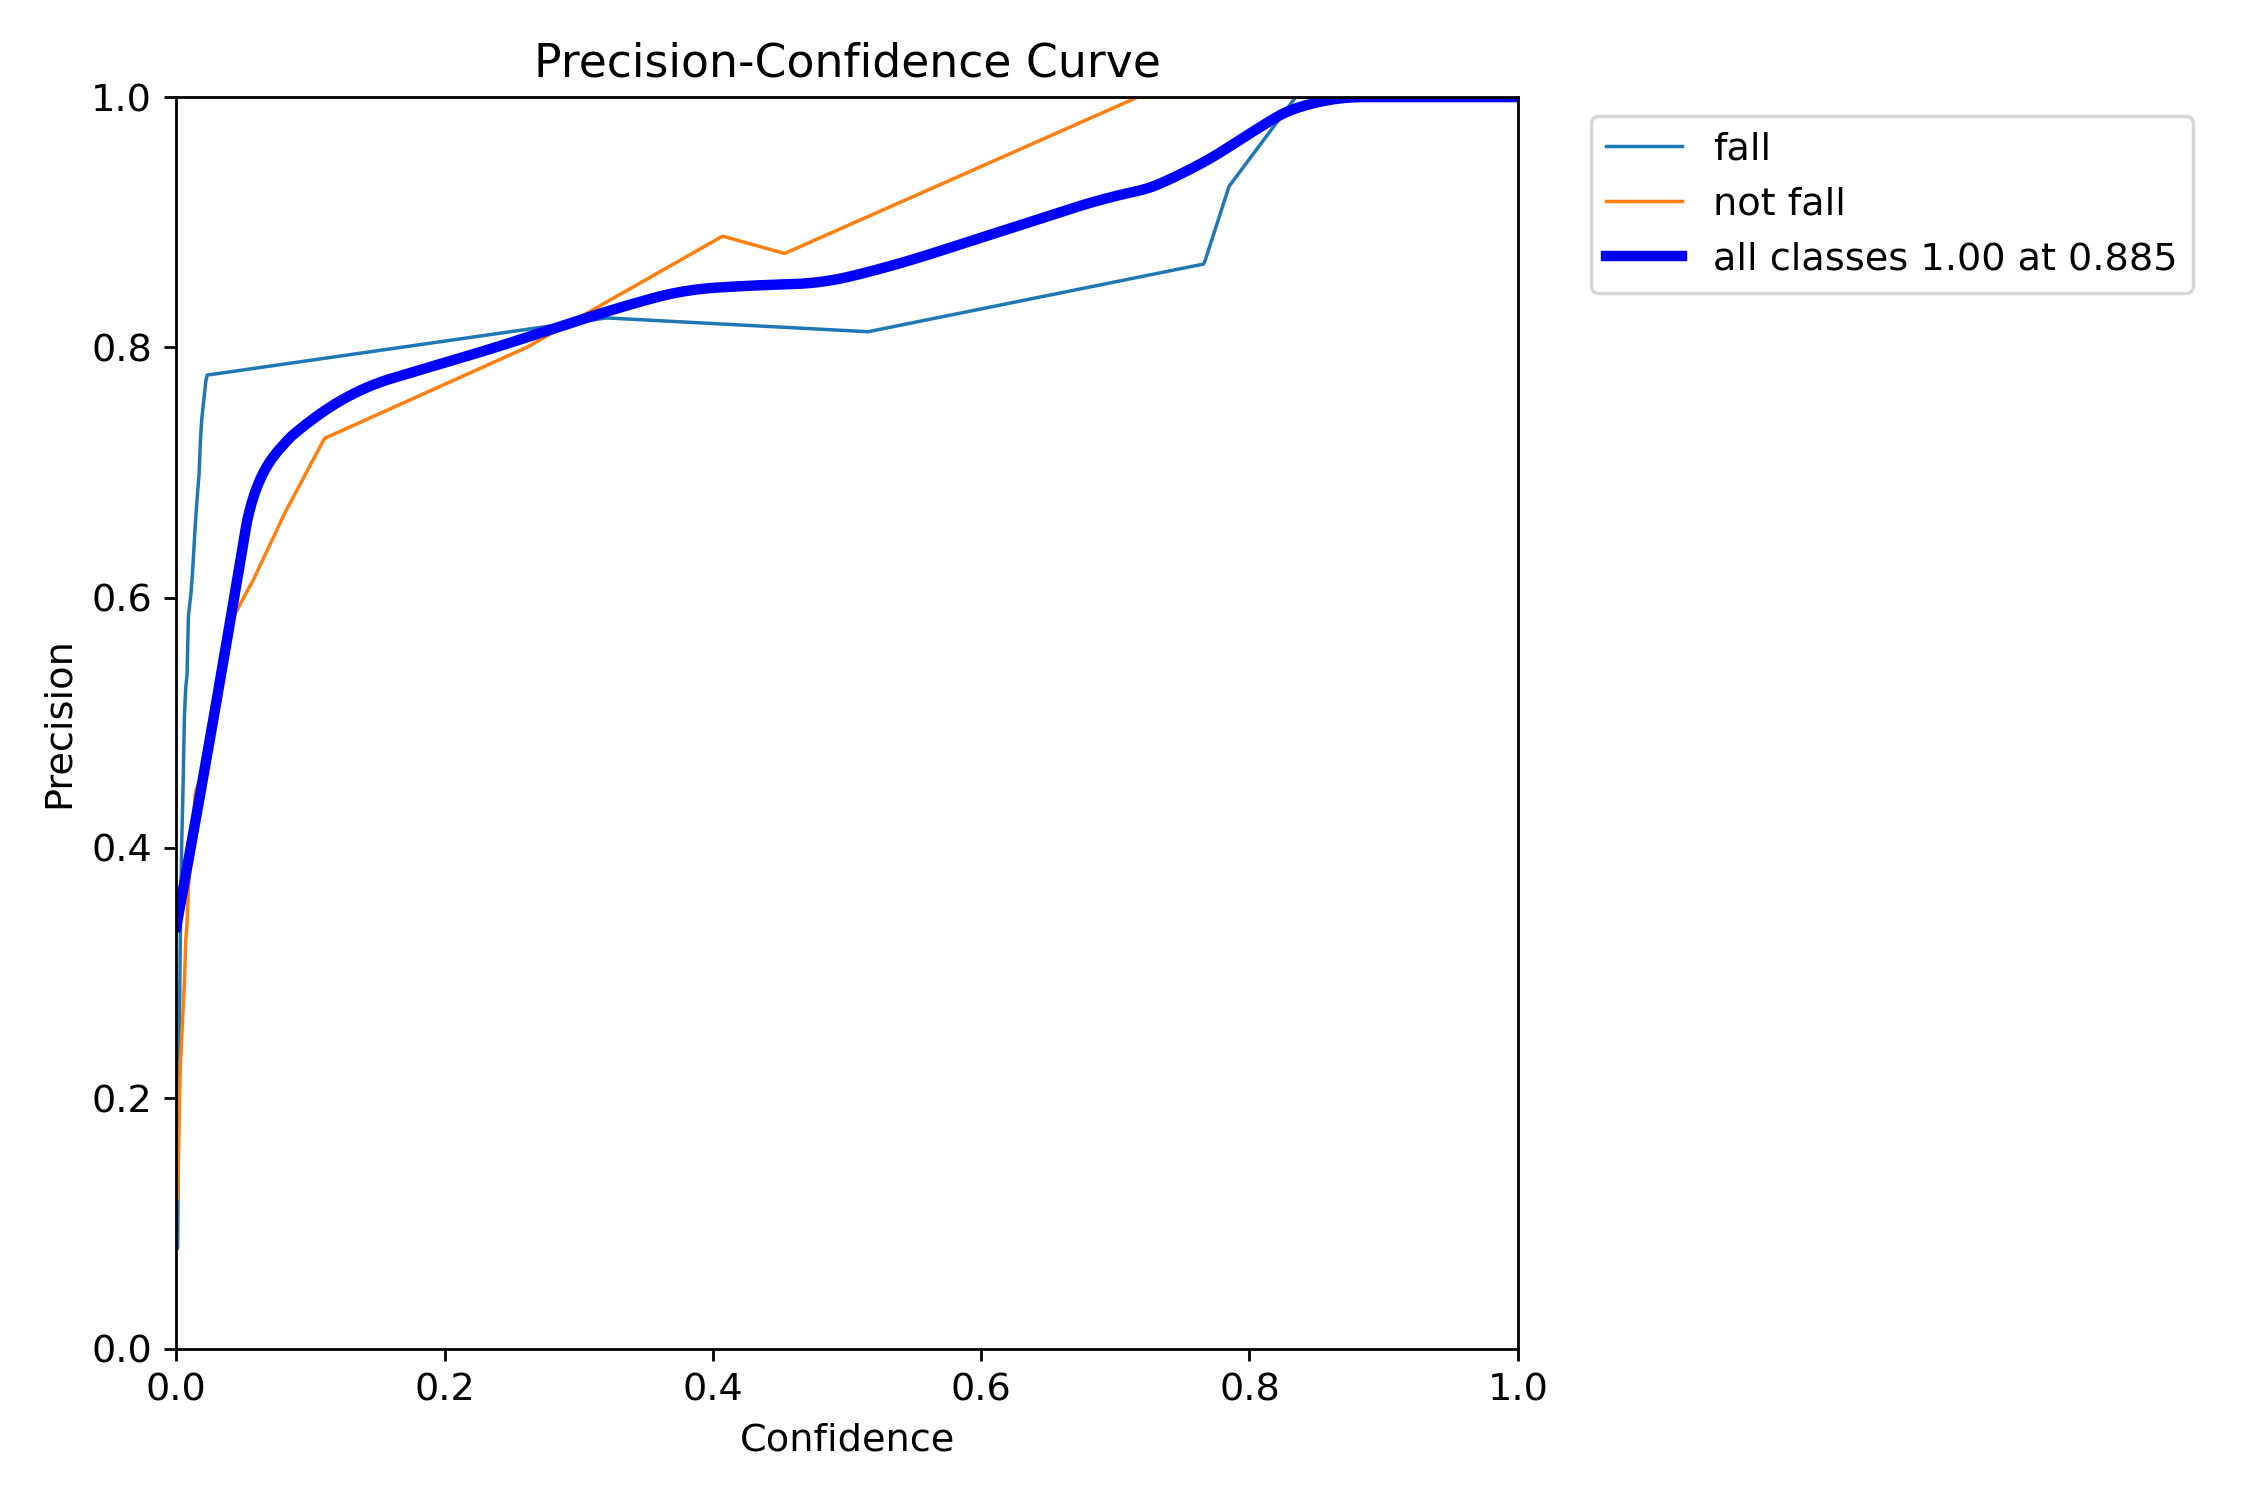 Precision-Confidence Curve
1.0
0.8
0.6
0.4
0.2
0.0
Precision
0.0 0.2 0.4 0.6 0.8 1.0
Confidence
fall
not fall
all classes 1.00 at 0.885